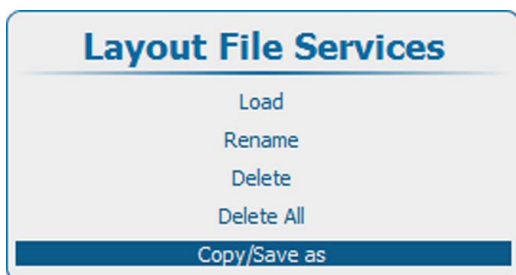 Layout File Services
Load
Rename
Delete
Delete All
Copy/Save as